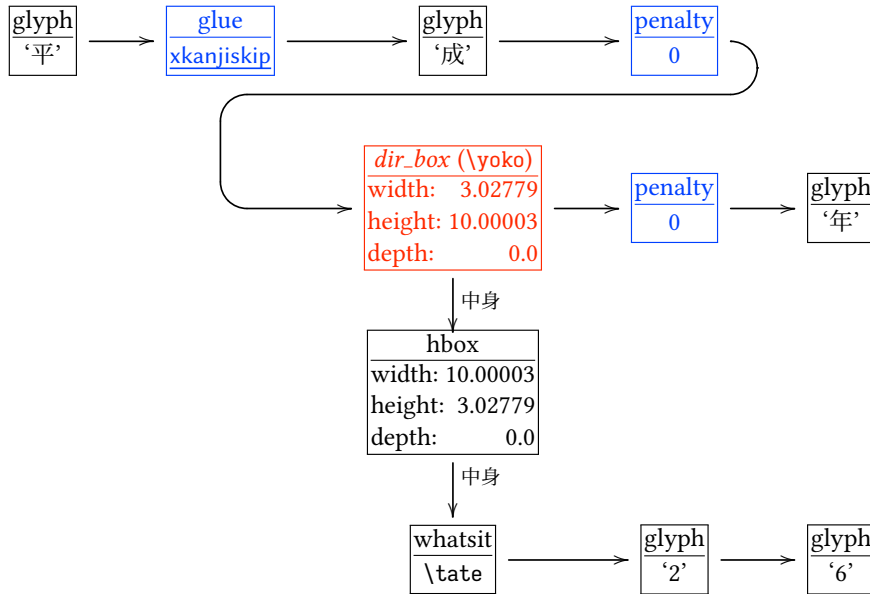 glyph
‘平’
glue
xkanjiskip
glyph
‘成’
penalty
0
dir_box (\yoko)
width: 3.02779
height: 10.00003
depth: 0.0
penalty
0
glyph
‘年’
中身
hbox
width: 10.00003
height: 3.02779
depth: 0.0
中身
whatsit
\tate
glyph
‘2’
glyph
‘6’